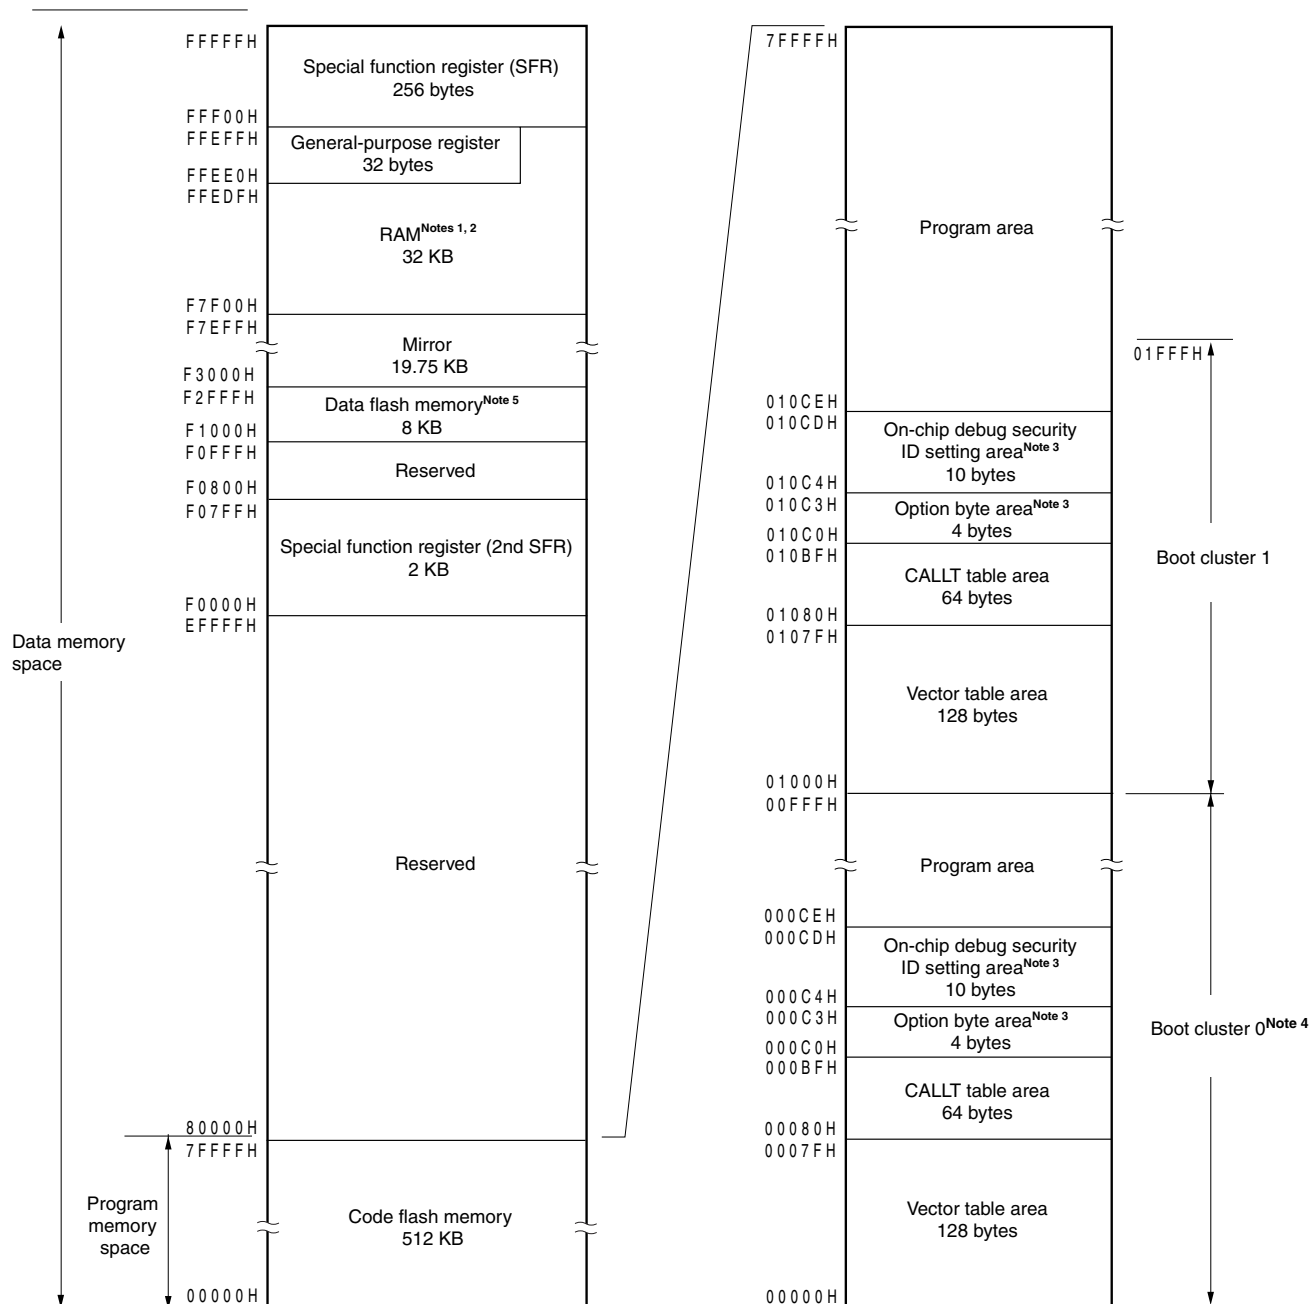 FFFFFH
Special function register (SFR)
256 bytes
FFF00H
FFEFFH
General-purpose register
32 bytes
FFEE0H
FFEDFH
RAMNotes 1, 2
32 KB
F7F00H
F7EFFH
Mirror
19.75 KB
F3000H
F2FFFH
Data flash memoryNote 5
8 KB
F1000H
F0FFFH
Reserved
F0800H
F07FFH
Special function register (2nd SFR)
2 KB
F0000H
EFFFFH
Data memory
space
Reserved
80000H
7FFFFH
Program
memory
space
Code flash memory
512 KB
00000H
7FFFFH
Program area
01FFFH
010CEH
010CDH
On-chip debug security
ID setting areaNote 3
10 bytes
010C4H
010C3H
Option byte areaNote 3
4 bytes
010C0H
010BFH
CALLT table area
64 bytes
Boot cluster 1
01080H
0107FH
Vector table area
128 bytes
01000H
00FFFH
Program area
000CEH
000CDH
On-chip debug security
ID setting areaNote 3
10 bytes
000C4H
000C3H
Option byte areaNote 3
4 bytes
Boot cluster 0Note 4
000C0H
000BFH
CALLT table area
64 bytes
00080H
0007FH
Vector table area
128 bytes
00000H